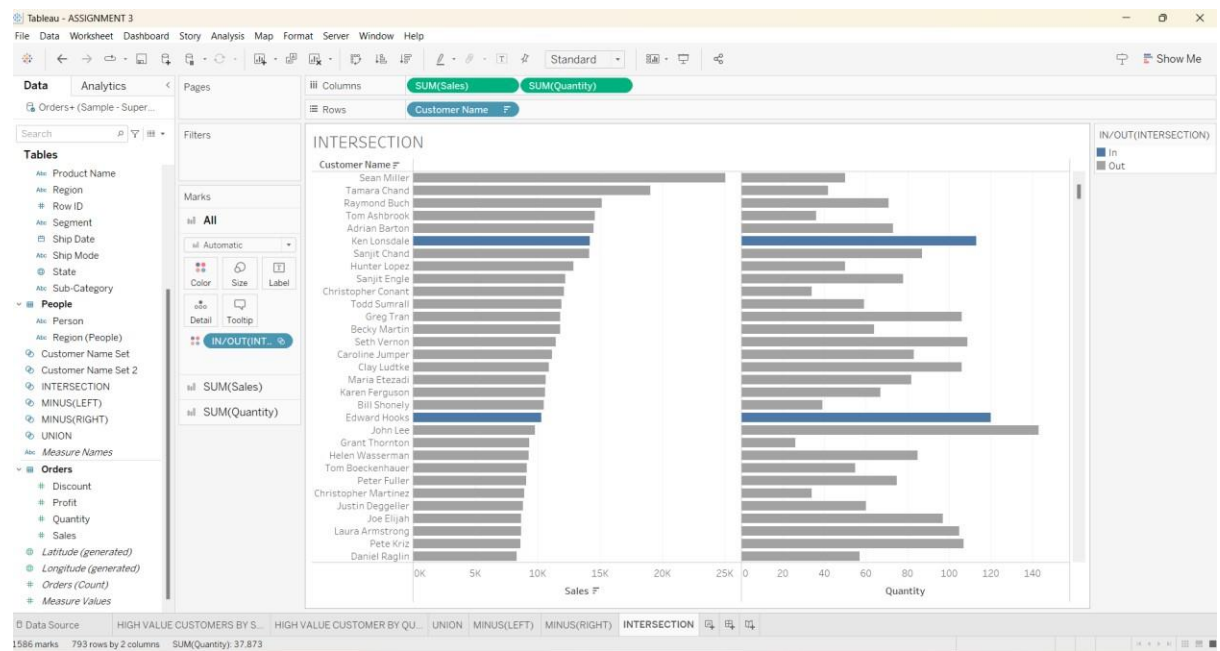 Tableau - ASSIGNMENT 3
File Data Worksheet Dashboard Story Analysis Map Format Server Window Help
Standard
Show Me
Data Analytics
Orders+ (Sample - Super...
Search
Tables
Abc Product Name
Abc Region
# Row ID
Abc Segment
Ship Date
Abc Ship Mode
State
Abc Sub-Category
People
Abc Person
Abc Region (People)
Customer Name Set
Customer Name Set 2
INTERSECTION
MINUS(LEFT)
MINUS(RIGHT)
UNION
Abc Measure Names
Orders
# Discount
# Profit
# Quantity
# Sales
Latitude (generated)
Longitude (generated)
# Orders (Count)
# Measure Values
Pages
Filters
Marks
All
Automatic
Color Size Label
Detail Tooltip
IN/OUT(INT...
SUM(Sales)
SUM(Quantity)
Columns SUM(Sales) SUM(Quantity)
Rows Customer Name
INTERSECTION
Customer Name
Sean Miller
Tamara Chand
Raymond Buch
Tom Ashbrook
Adrian Barton
Ken Lonsdale
Sanjit Chand
Hunter Lopez
Sanjit Engle
Christopher Conant
Todd Sumrall
Greg Tran
Becky Martin
Seth Vernon
Caroline Jumper
Clay Ludtke
Maria Etezadi
Karen Ferguson
Bill Shonely
Edward Hooks
John Lee
Grant Thornton
Helen Wasserman
Tom Boeckenhauer
Peter Fuller
Christopher Martinez
Justin Deggeller
Joe Elijah
Laura Armstrong
Pete Kriz
Daniel Raglin
0K 5K 10K 15K 20K 25K 0 20 40 60 80 100 120 140
Sales Quantity
IN/OUT(INTERSECTION)
In
Out
Data Source HIGH VALUE CUSTOMERS BY S... HIGH VALUE CUSTOMER BY QU... UNION MINUS(LEFT) MINUS(RIGHT) INTERSECTION
1586 marks 793 rows by 2 columns SUM(Quantity): 37.873